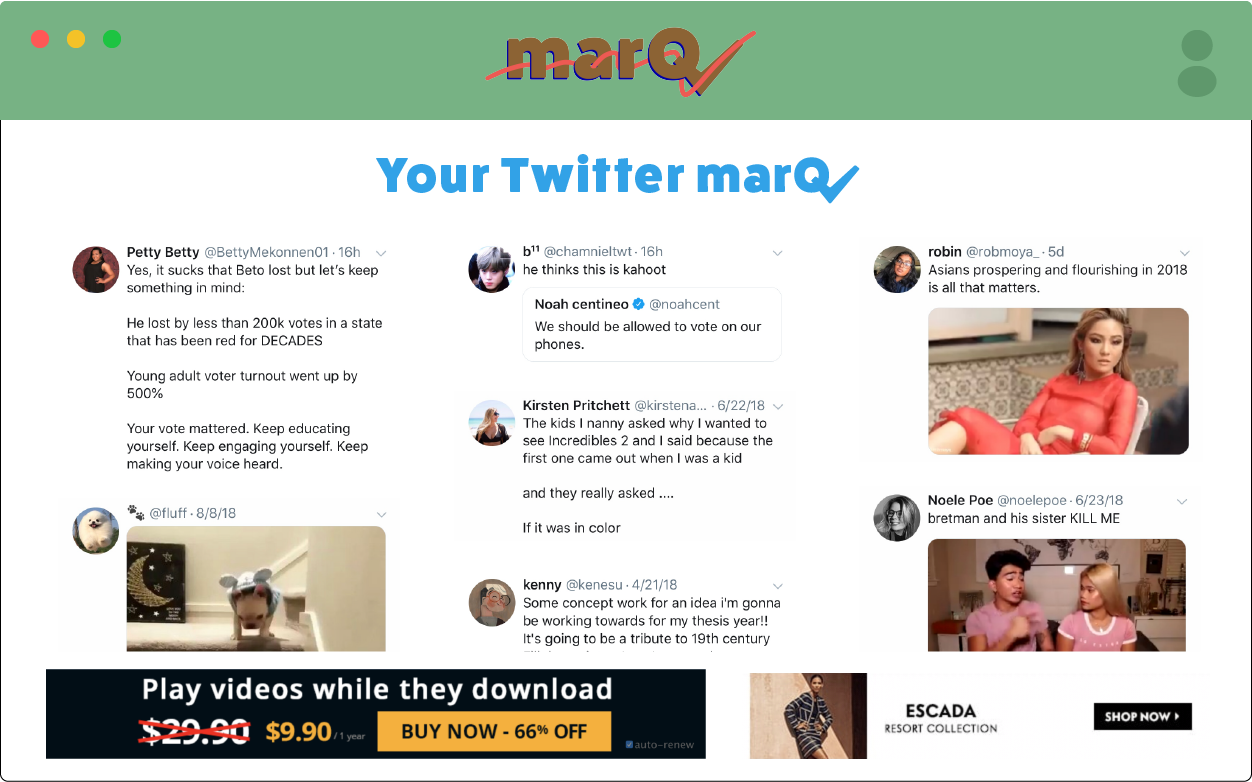 marQ
Your Twitter marQ
Petty Betty @BettyMekonnen01 · 16h
Yes, it sucks that Beto lost but let's keep
something in mind:
He lost by less than 200k votes in a state
that has been red for DECADES
Young adult voter turnout went up by
500%
Your vote mattered. Keep educating
yourself. Keep engaging yourself. Keep
making your voice heard.
@fluff · 8/8/18
b¹¹ @chamnieltwt · 16h
he thinks this is kahoot
Noah centineo @noahcent
We should be allowed to vote on our
phones.
Kirsten Pritchett @kirstena... · 6/22/18
The kids I nanny asked why I wanted to
see Incredibles 2 and I said because the
first one came out when I was a kid
and they really asked ....
If it was in color
kenny @kenesu · 4/21/18
Some concept work for an idea i'm gonna
be working towards for my thesis year!!
It's going to be a tribute to 19th century
robin @robmoya_ · 5d
Asians prospering and flourishing in 2018
is all that matters.
Noele Poe @noelepoe · 6/23/18
bretman and his sister KILL ME
Play videos while they download
$29.90 $9.90 / 1 year
BUY NOW - 66% OFF
auto-renew
ESCADA
RESORT COLLECTION
SHOP NOW